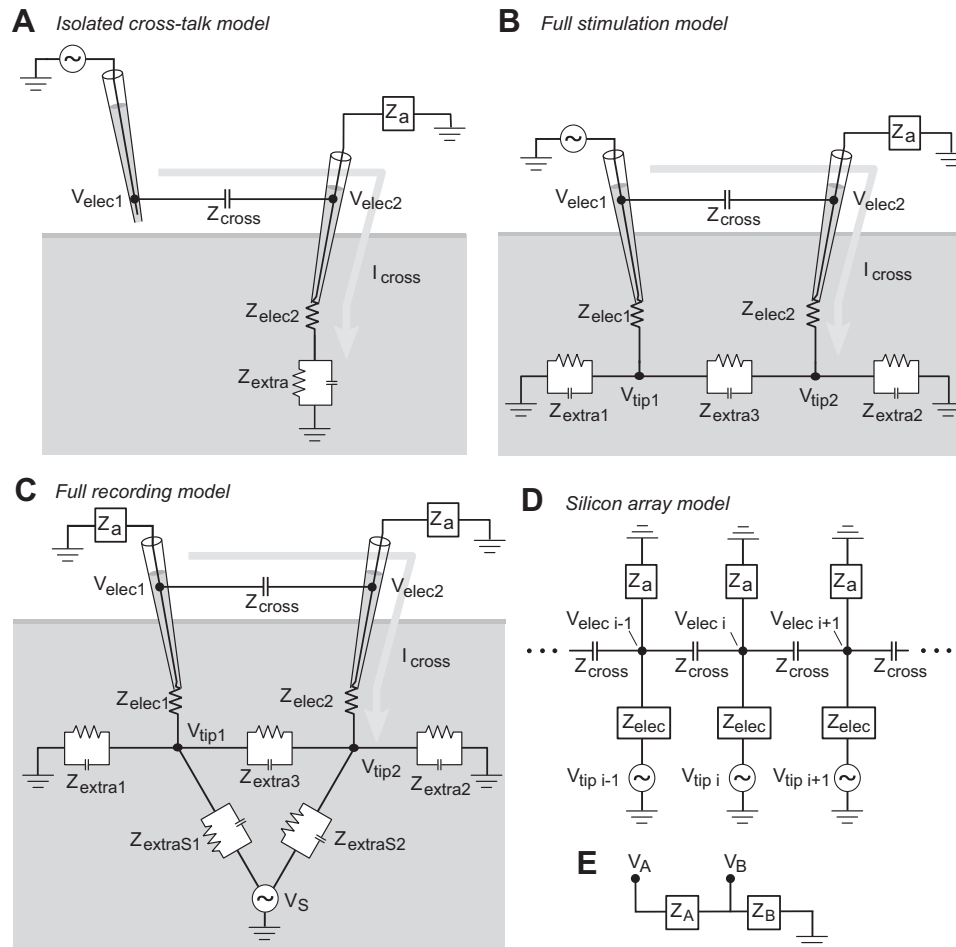 A Isolated cross-talk model
Za
Velec1
Zcross
Velec2
Icross
Zelec2
Zextra
B Full stimulation model
Za
Velec1
Zcross
Velec2
Icross
Zelec1
Zelec2
Zextra1
Vtip1
Zextra3
Vtip2
Zextra2
C Full recording model
Za
Za
Velec1
Zcross
Velec2
Icross
Zelec1
Zelec2
Vtip1
Zextra1
Zextra3
Vtip2
Zextra2
ZextraS1
ZextraS2
VS
D Silicon array model
Za Za Za
Velec i-1 Velec i Velec i+1
Zcross Zcross Zcross Zcross
Zelec Zelec Zelec
Vtip i-1 Vtip i Vtip i+1
E
VA VB
ZA ZB